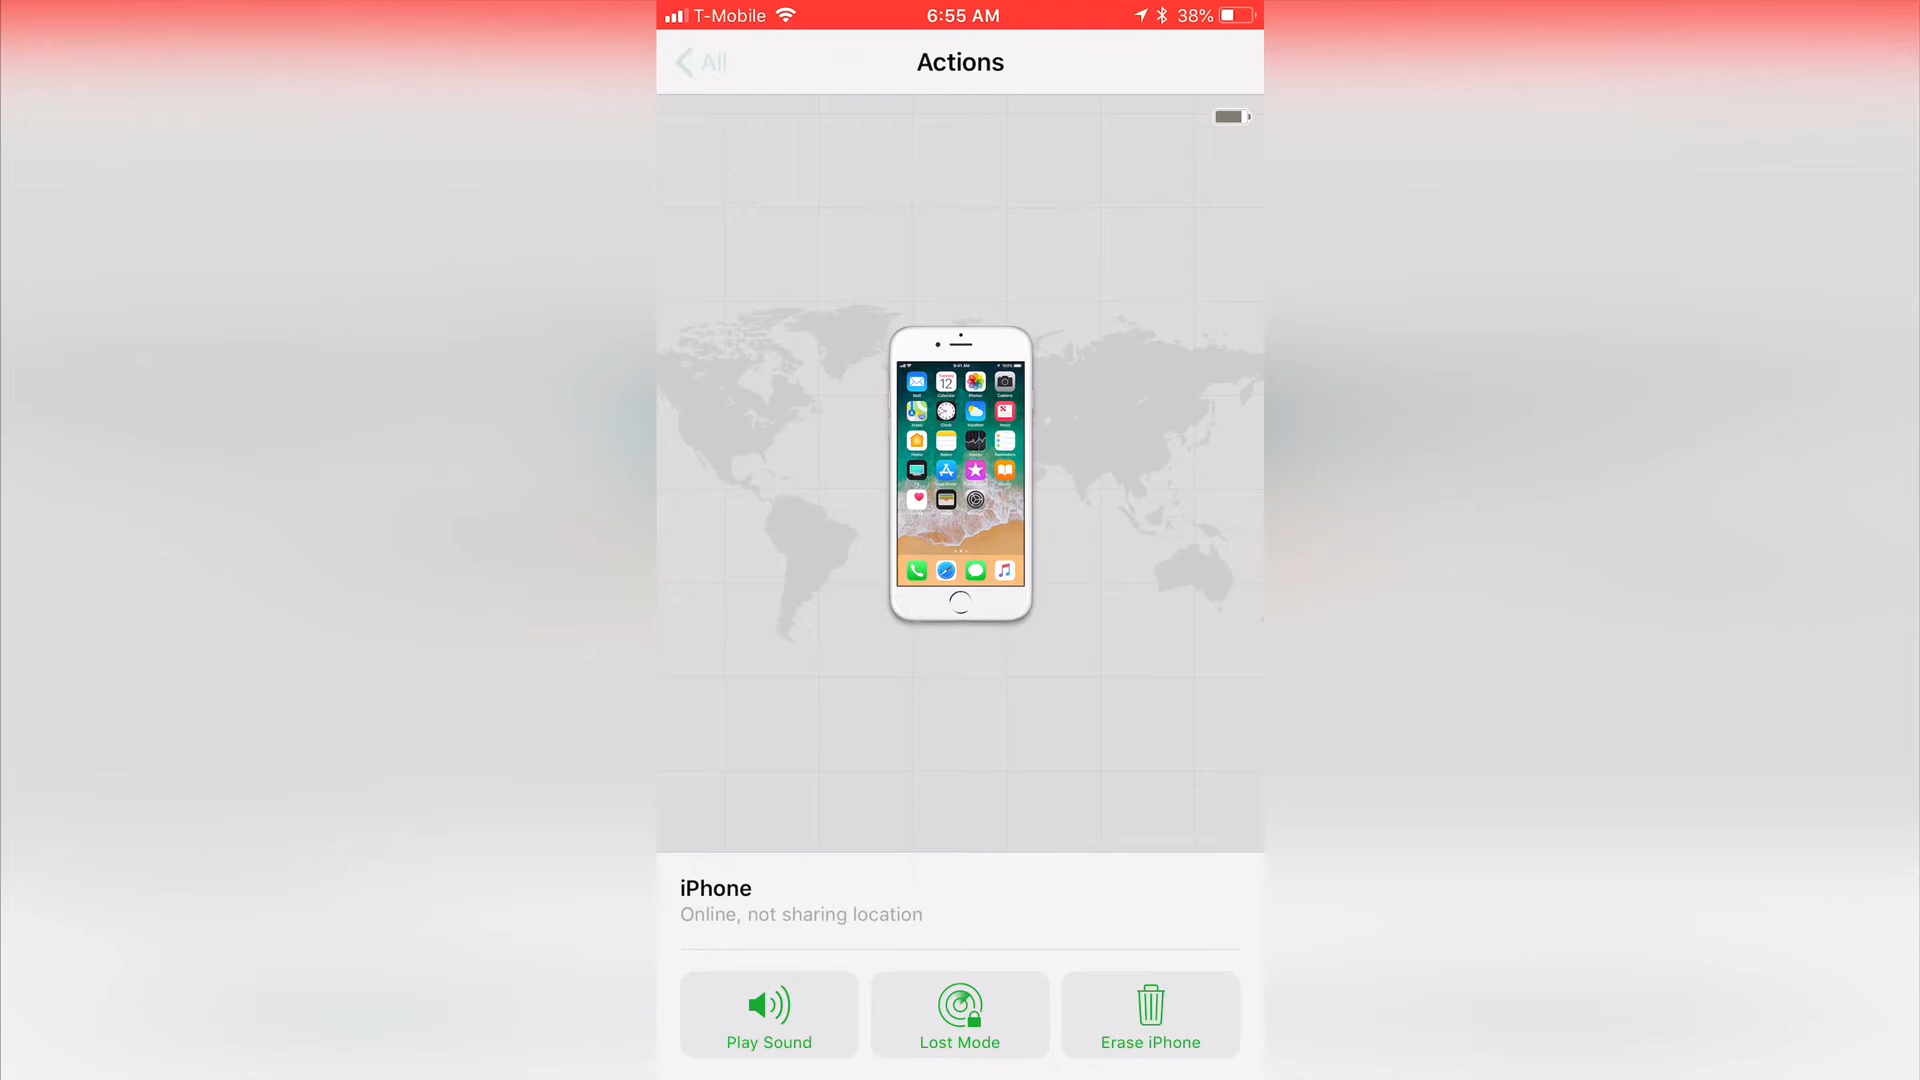 T-Mobile 6:55 AM 38%
All Actions
iPhone
Online, not sharing location
Play Sound Lost Mode Erase iPhone